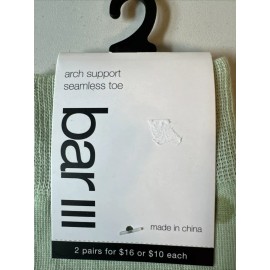 arch support
seamless toe
bar III
made in china
2 pairs for $16 or $10 each